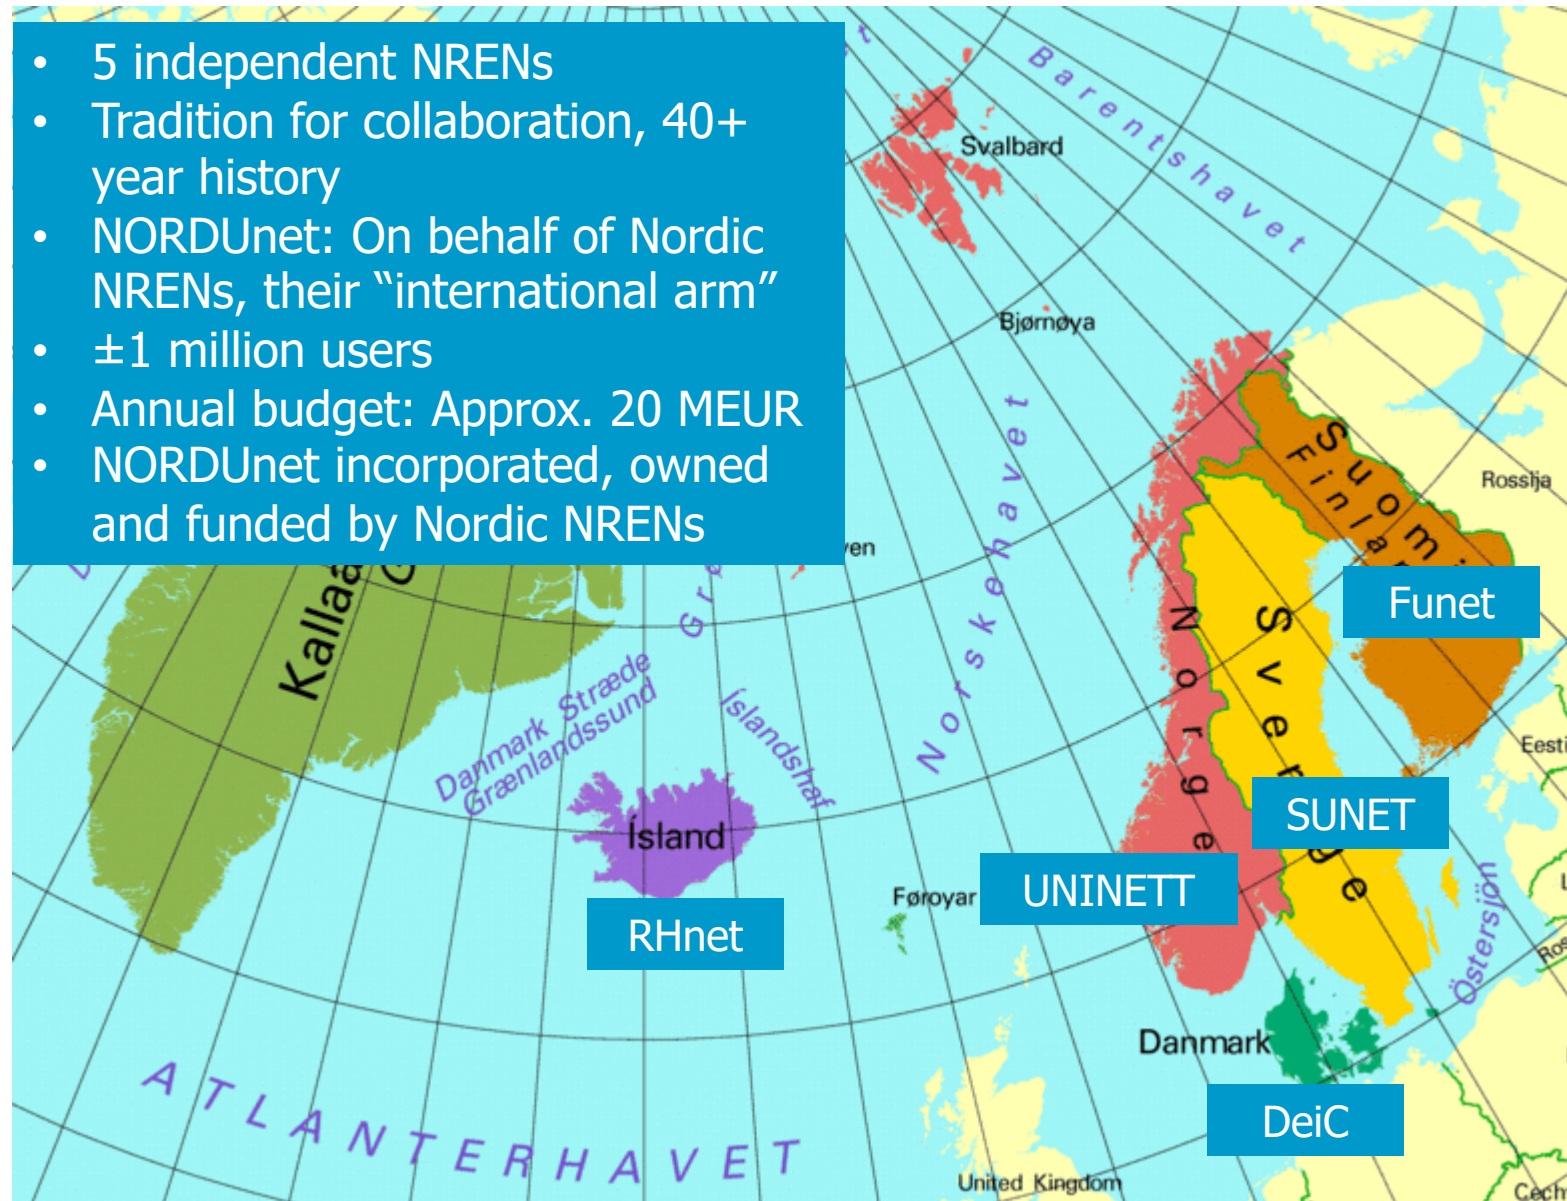 • 5 independent NRENs
• Tradition for collaboration, 40+
year history
• NORDUnet: On behalf of Nordic
NRENs, their “international arm”
• ±1 million users
• Annual budget: Approx. 20 MEUR
• NORDUnet incorporated, owned
and funded by Nordic NRENs
Barentshavet
Svalbard
Bjørnøya
Norskehavet
Suomi
Rossija
Funet
Eesti
Norge
Sverige
SUNET
UNINETT
Danmark Stræde
Grænlandssund
Íslandshaf
Ísland
RHnet
Føroyar
Östersjön
Danmark
DeiC
ATLANTERHAVET
United Kingdom